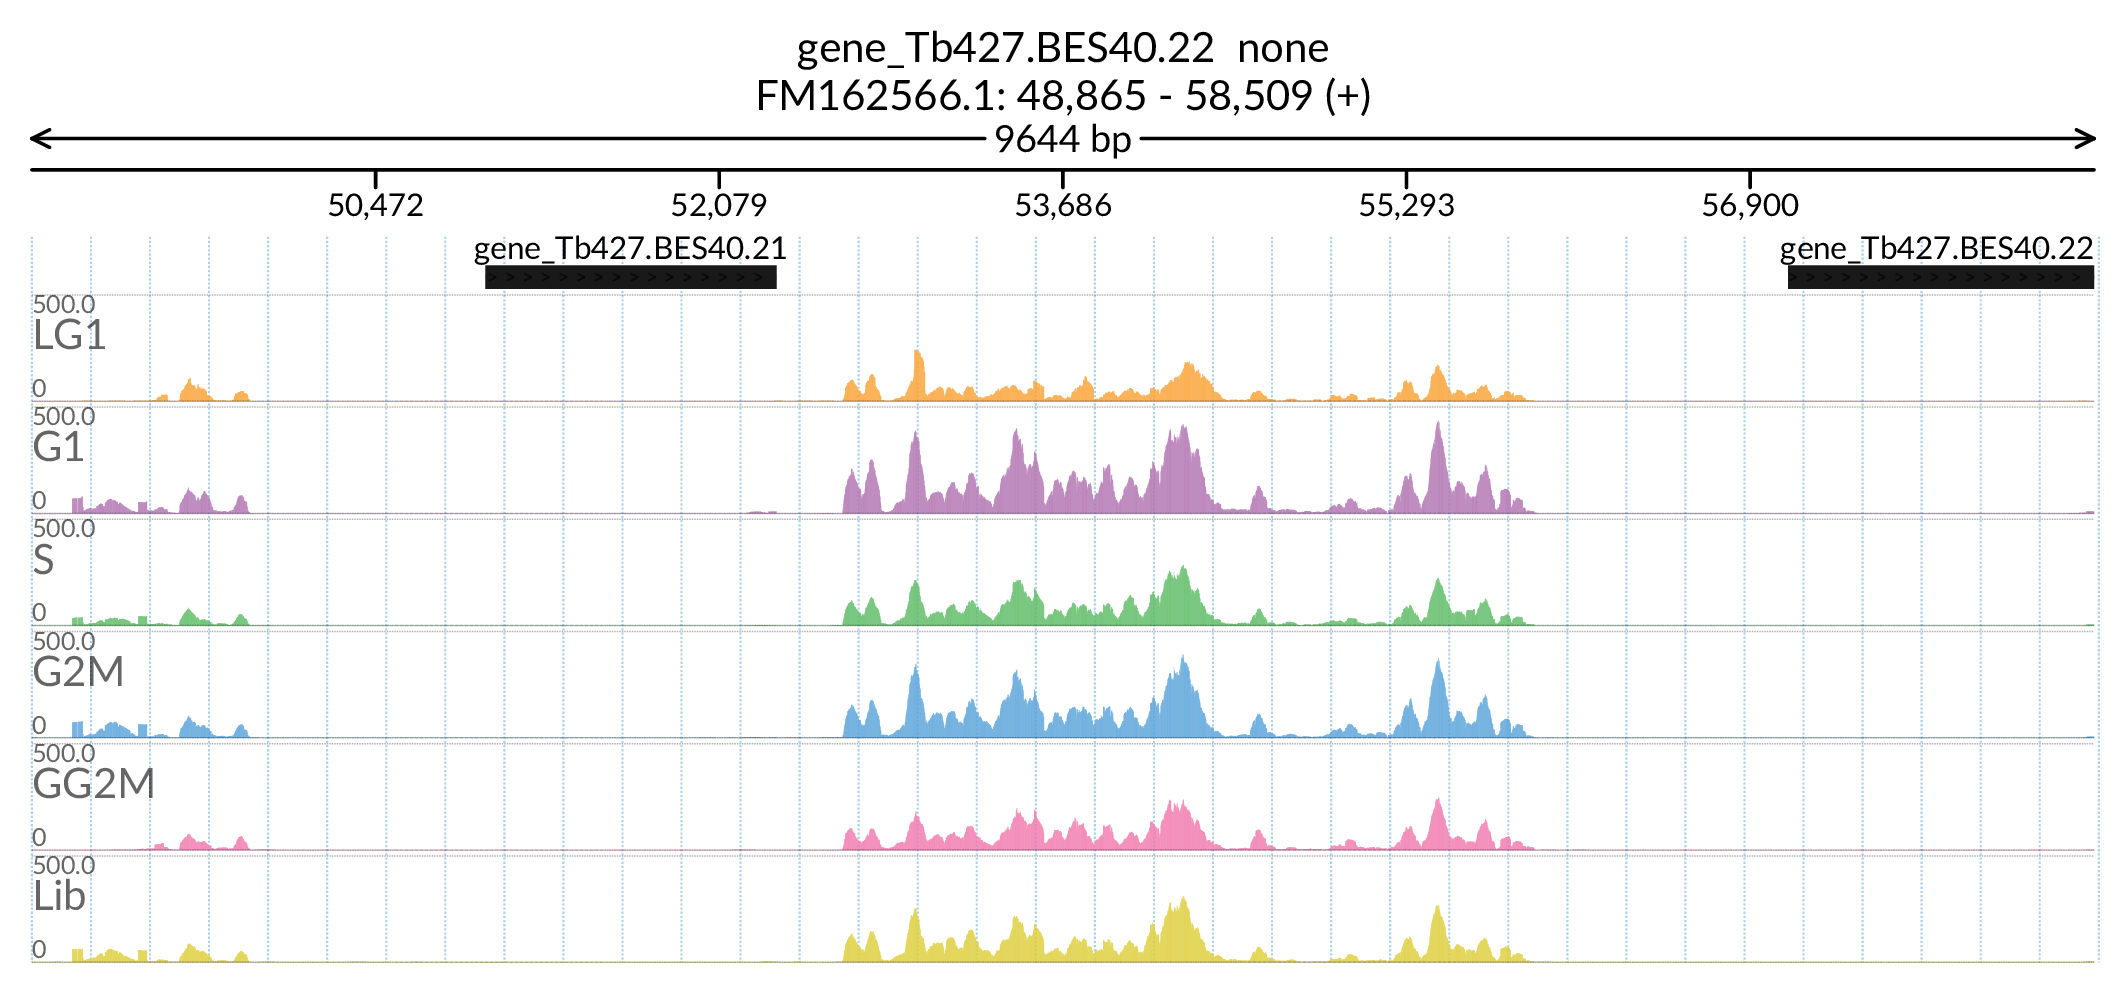 gene_Tb427.BES40.22  none
FM162566.1: 48,865 - 58,509 (+)
9644 bp
50,472 52,079 53,686 55,293 56,900
gene_Tb427.BES40.21 gene_Tb427.BES40.22
500.0
LG1
0
500.0
G1
0
500.0
S
0
500.0
G2M
0
500.0
GG2M
0
500.0
Lib
0